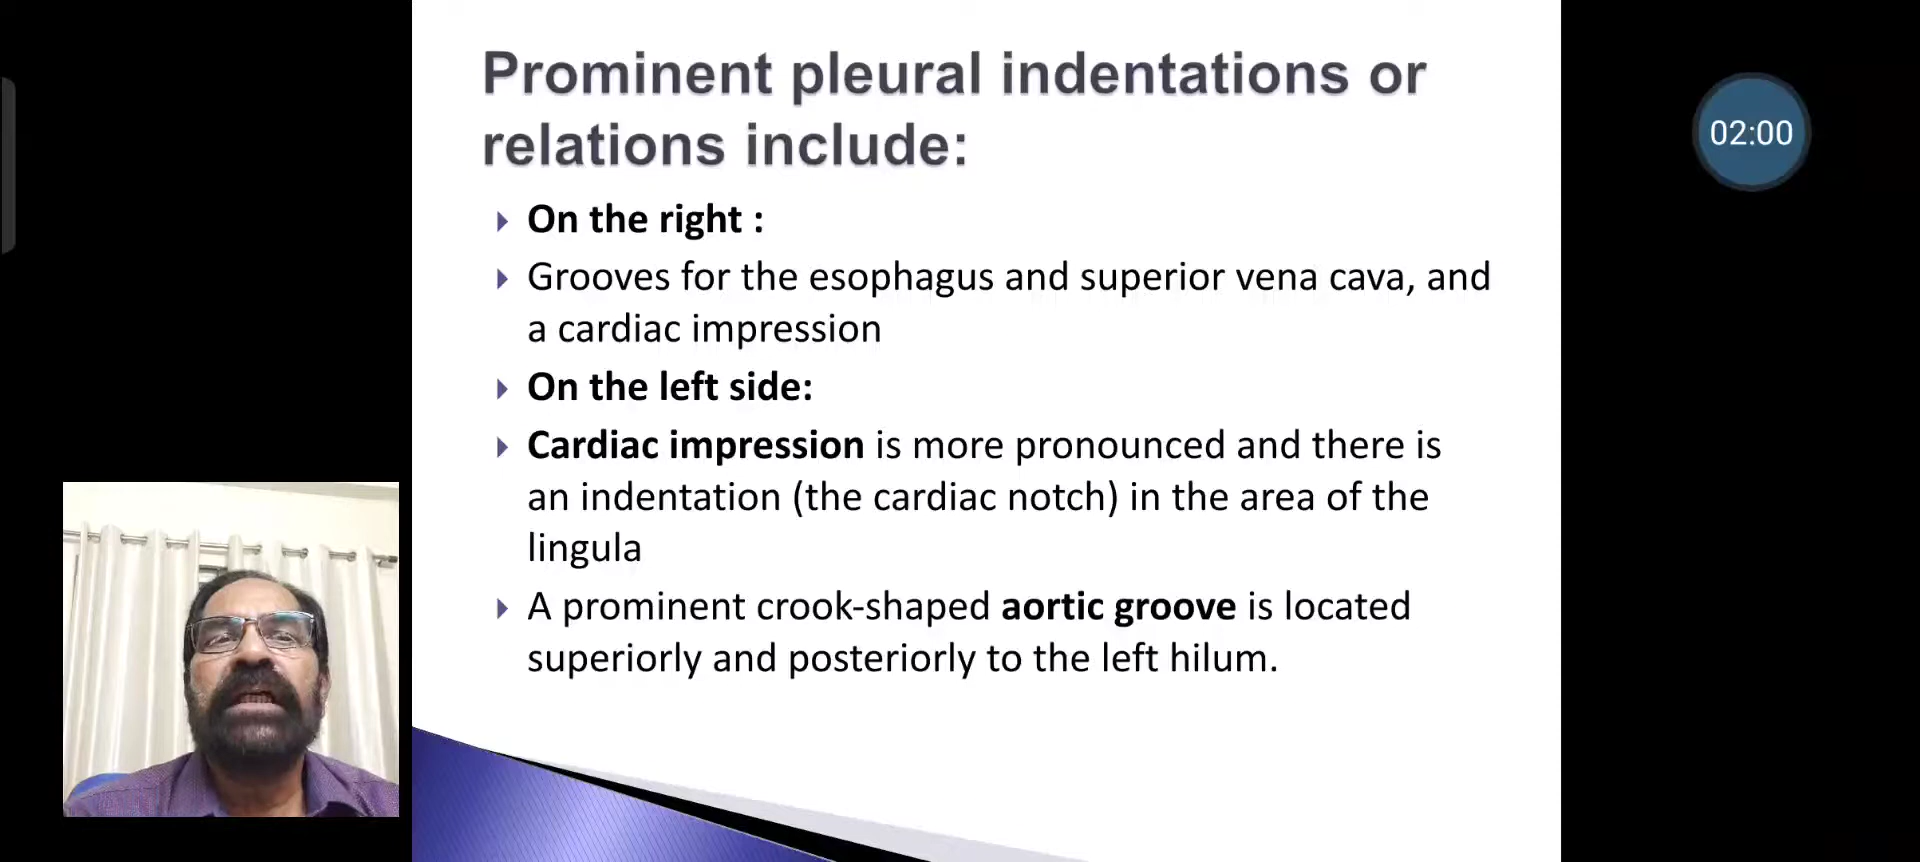 Prominent pleural indentations or
relations include:
On the right :
Grooves for the esophagus and superior vena cava, and
a cardiac impression
On the left side:
Cardiac impression is more pronounced and there is
an indentation (the cardiac notch) in the area of the
lingula
A prominent crook-shaped aortic groove is located
superiorly and posteriorly to the left hilum.
02:00